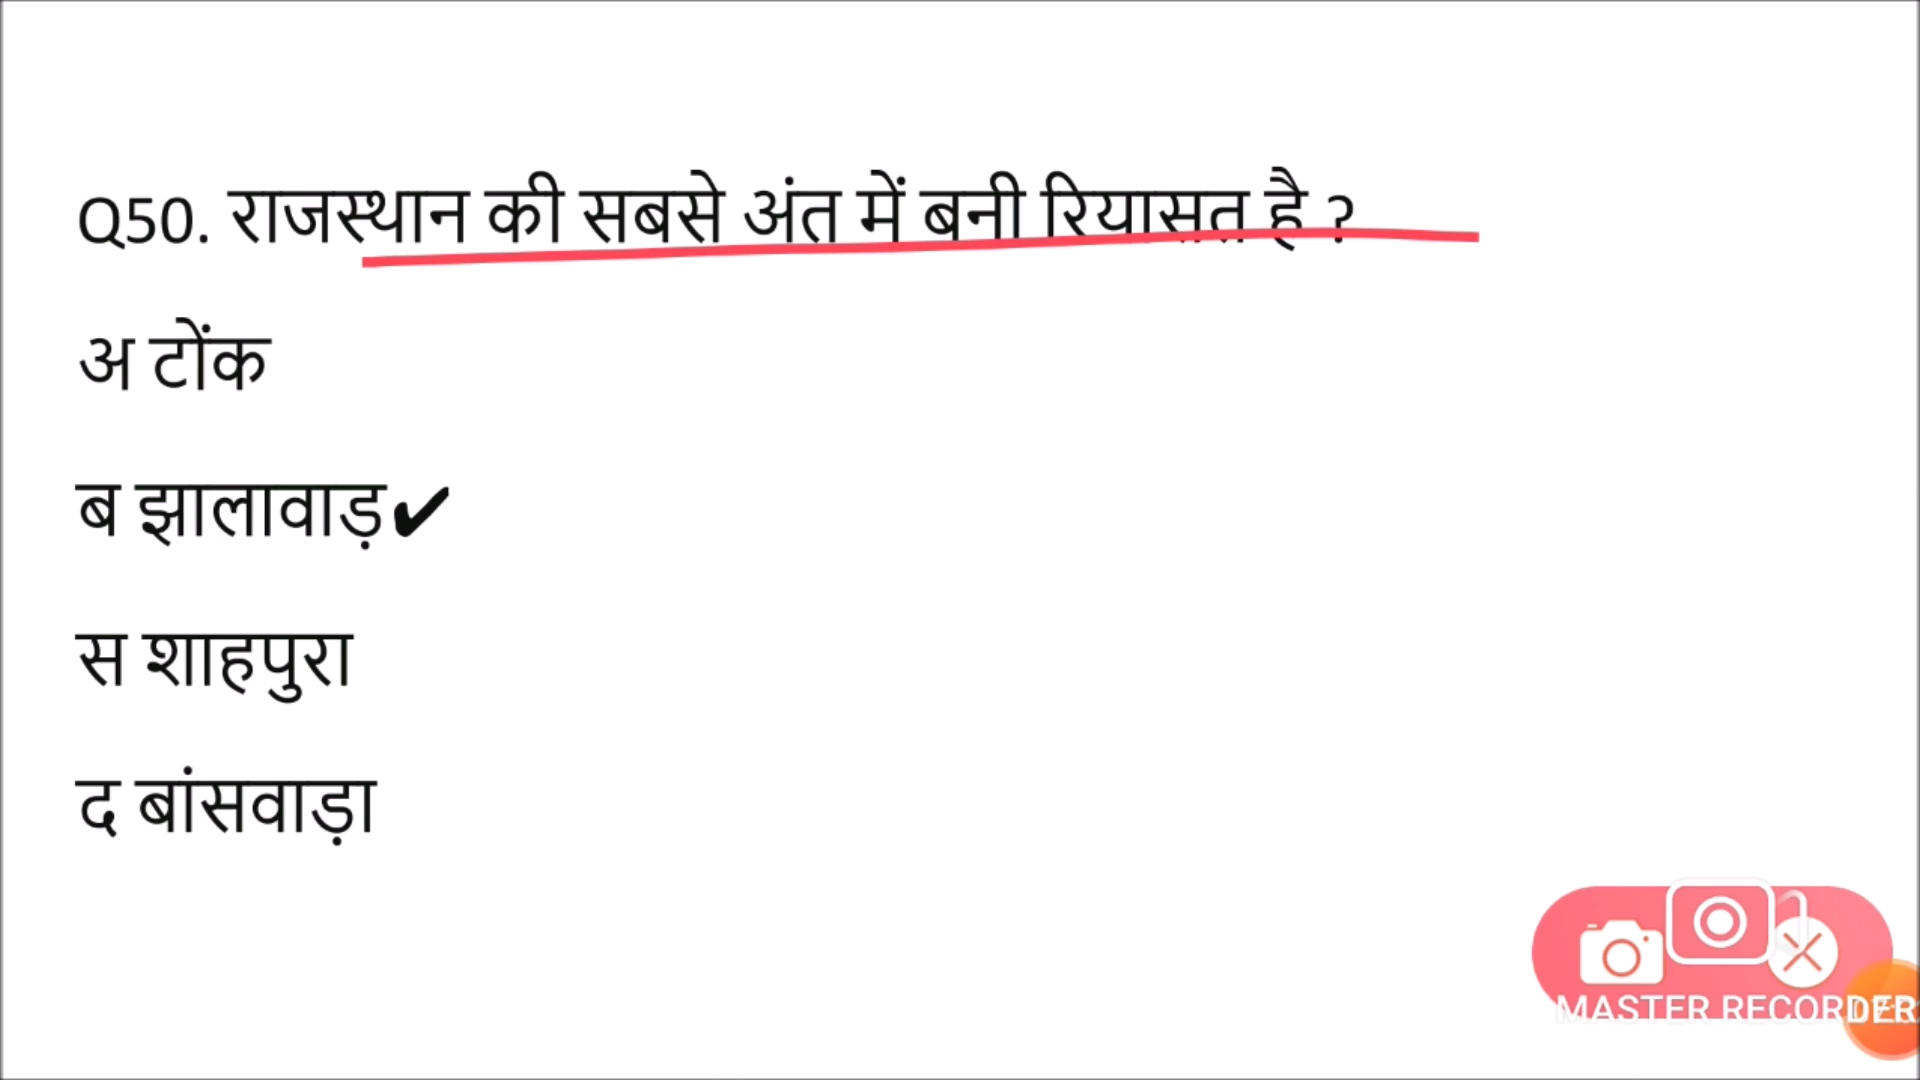 Q50. राजस्थान की सबसे अंत में बनी रियासत है ?
अ टोंक
ब झालावाड़✔
स शाहपुरा
द बांसवाड़ा
MASTER RECORDER